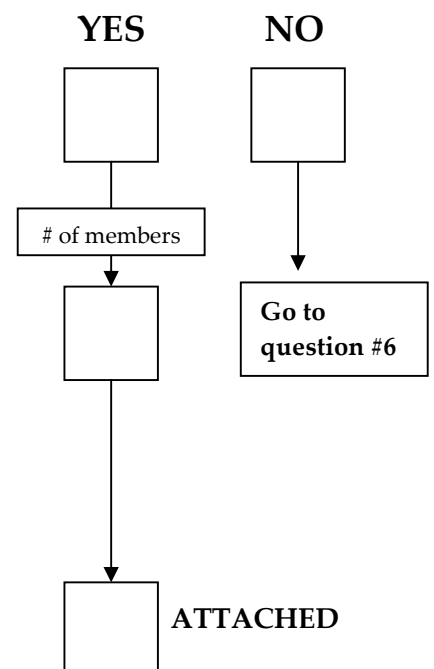 YES NO
# of members
Go to
question #6
ATTACHED